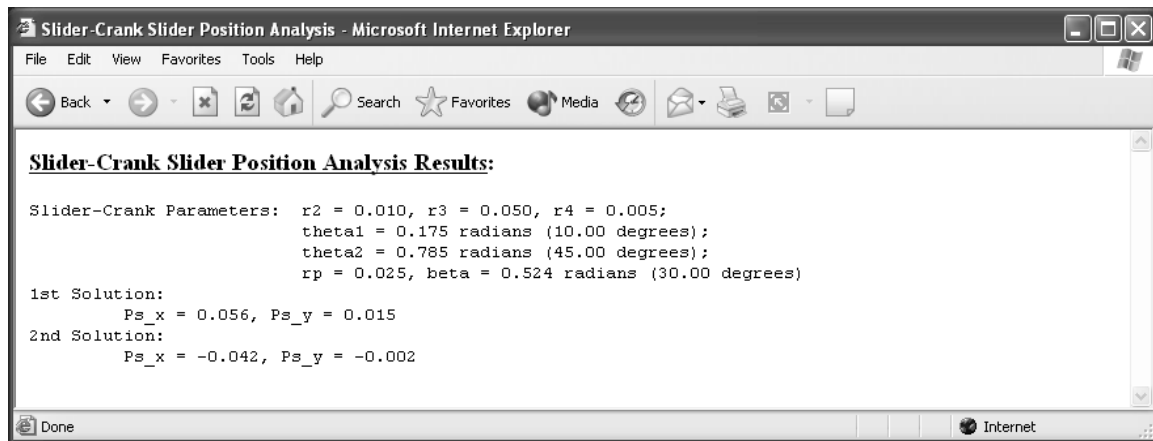 Slider-Crank Slider Position Analysis - Microsoft Internet Explorer
File Edit View Favorites Tools Help
Back Search Favorites Media
Slider-Crank Slider Position Analysis Results:
Slider-Crank Parameters: r2 = 0.010, r3 = 0.050, r4 = 0.005;
theta1 = 0.175 radians (10.00 degrees);
theta2 = 0.785 radians (45.00 degrees);
rp = 0.025, beta = 0.524 radians (30.00 degrees)
1st Solution:
Ps_x = 0.056, Ps_y = 0.015
2nd Solution:
Ps_x = -0.042, Ps_y = -0.002
Done Internet